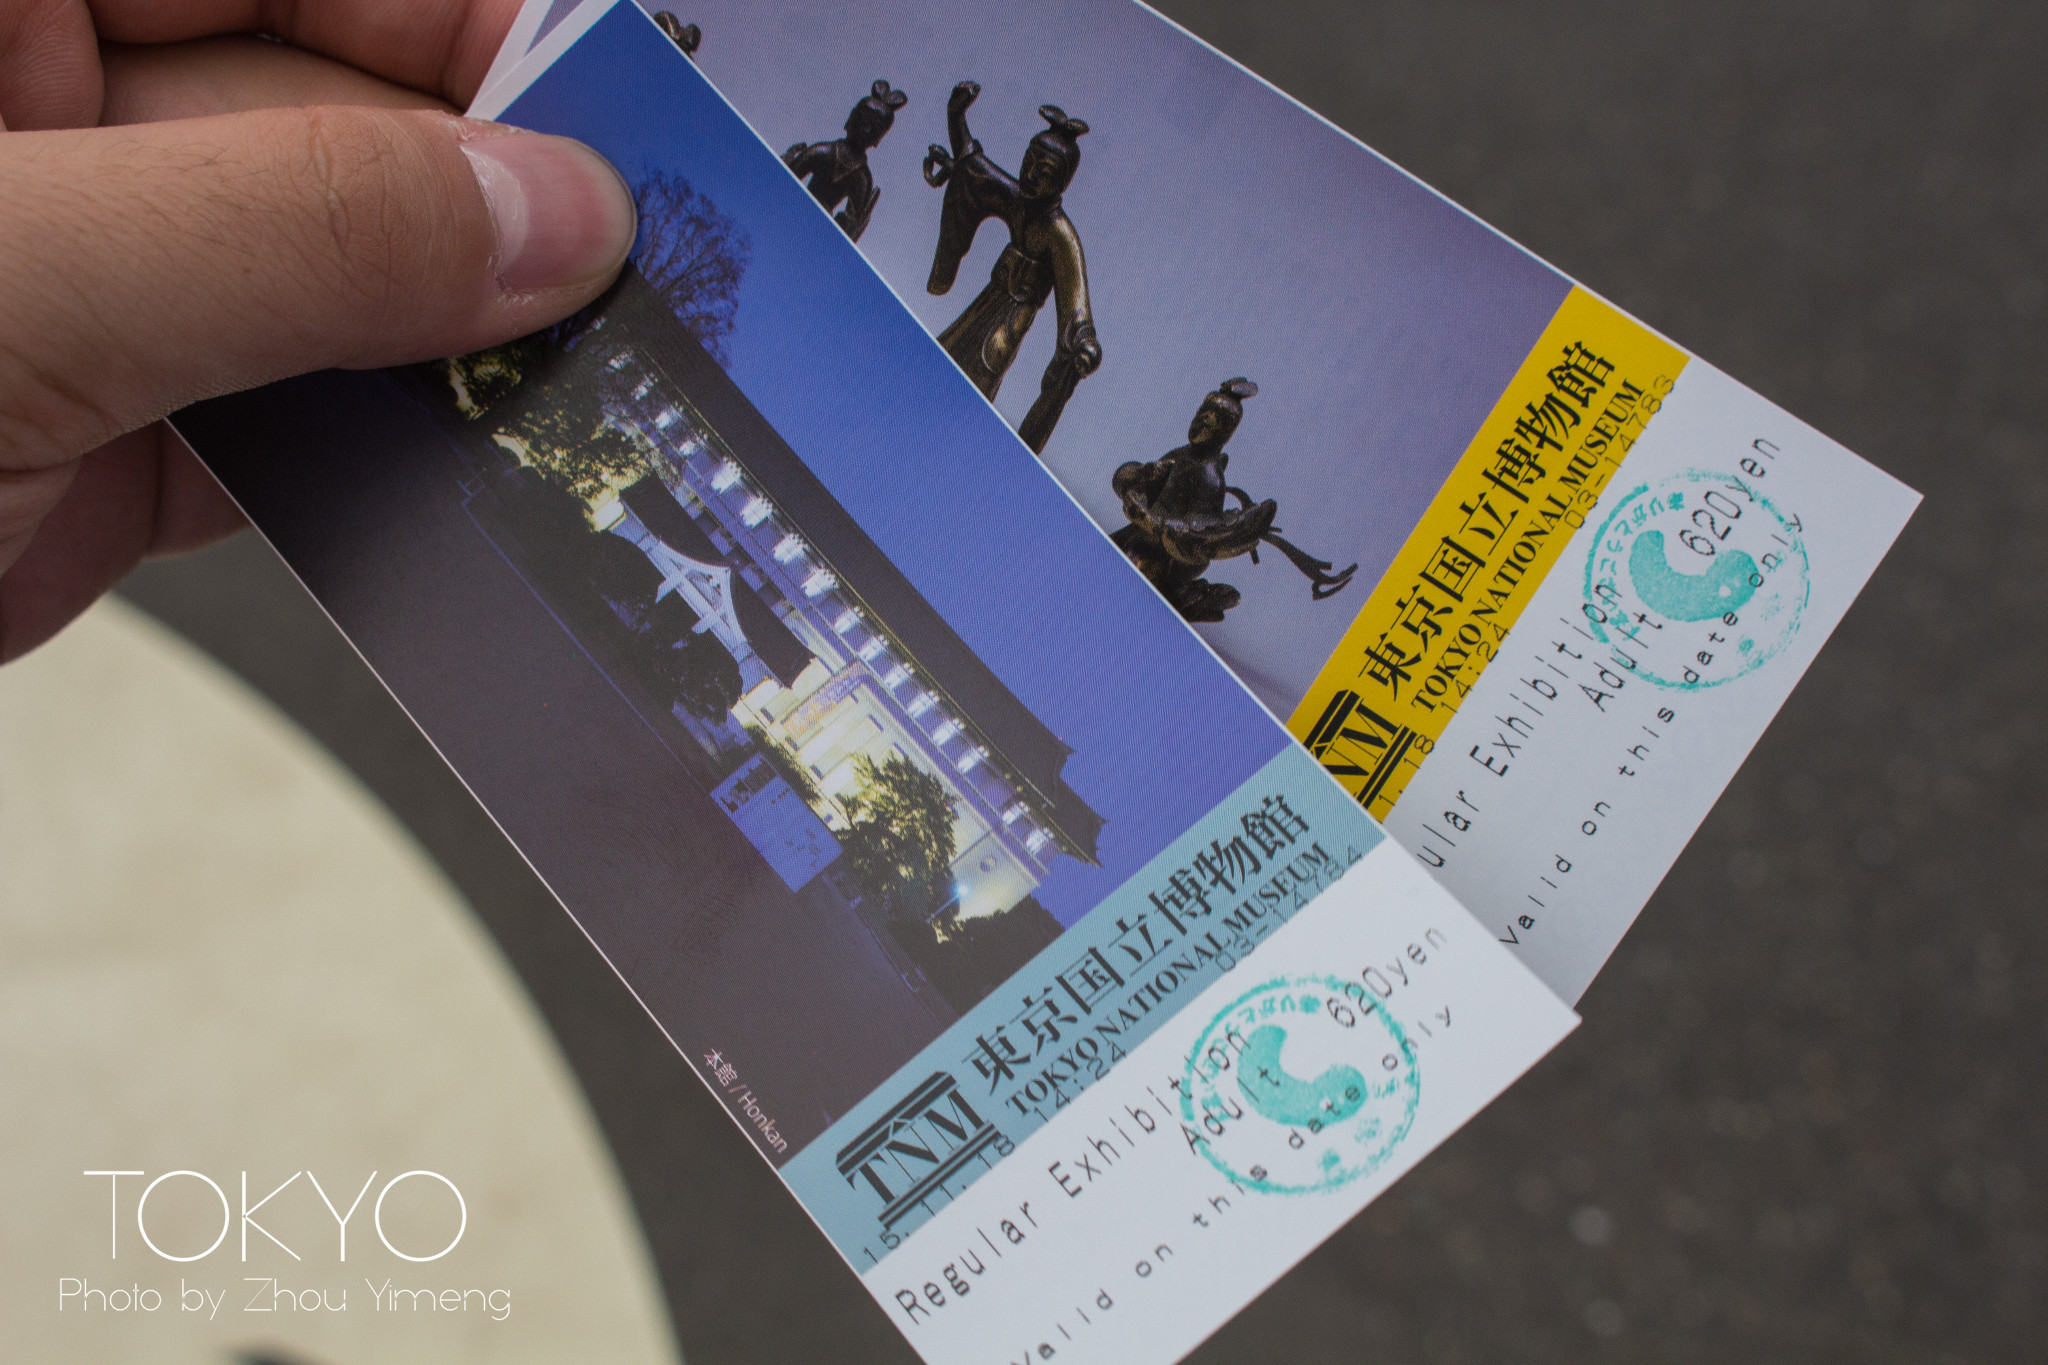 東京国立博物館
TOKYO NATIONAL MUSEUM
03-14783
14:24
620yen
Exhibition
Adult
Valid on this date only
本館 / Honkan
東京国立博物館
TOKYO NATIONAL MUSEUM
TNM
03-14784
15.11.18 14:24
620yen
Regular Exhibition
Adult
Valid on this date only
TOKYO
Photo by Zhou Yimeng